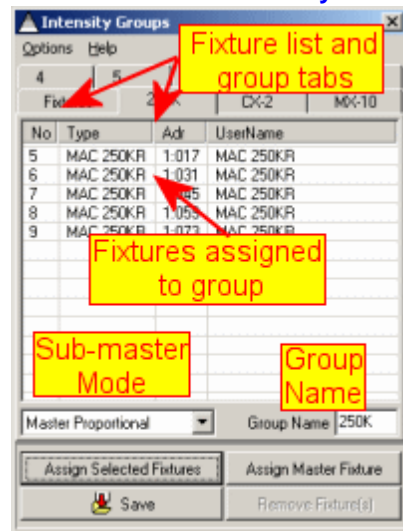 Intensity Groups
Options Help
Fixture list and
group tabs
4 5
CX-2 MX-10
No Type Adr UserName
5 MAC 250KR 1:017 MAC 250KR
6 MAC 250KR 1:031 MAC 250KR
7 MAC 250KR MAC 250KR
8 MAC 250KR 1:059 MAC 250KR
9 MAC 250KR 1:073 MAC 250KR
Fixtures assigned
to group
Sub-master
Mode
Group
Name
Master Proportional Group Name 250K
Assign Selected Fixtures Assign Master Fixture
Save Remove Fixture(s)